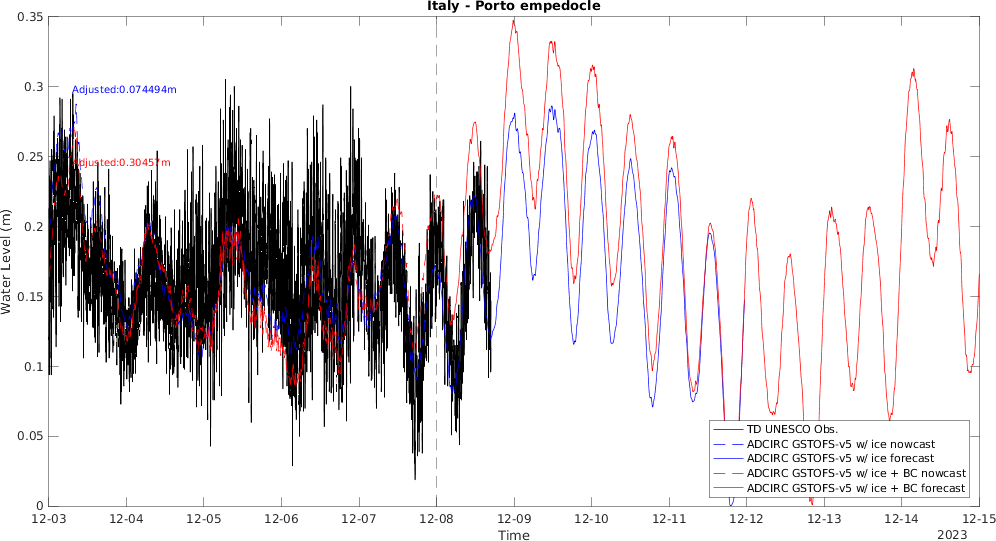 Italy - Porto empedocle
0.35
0.3
0.25
0.2
0.15
0.1
0.05
0
Water Level (m)
Adjusted:0.074494m
Adjusted:0.30457m
TD UNESCO Obs.
ADCIRC GSTOFS-v5 w/ ice nowcast
ADCIRC GSTOFS-v5 w/ ice forecast
ADCIRC GSTOFS-v5 w/ ice + BC nowcast
ADCIRC GSTOFS-v5 w/ ice + BC forecast
12-03 12-04 12-05 12-06 12-07 12-08 12-09 12-10 12-11 12-12 12-13 12-14 12-15
Time
2023